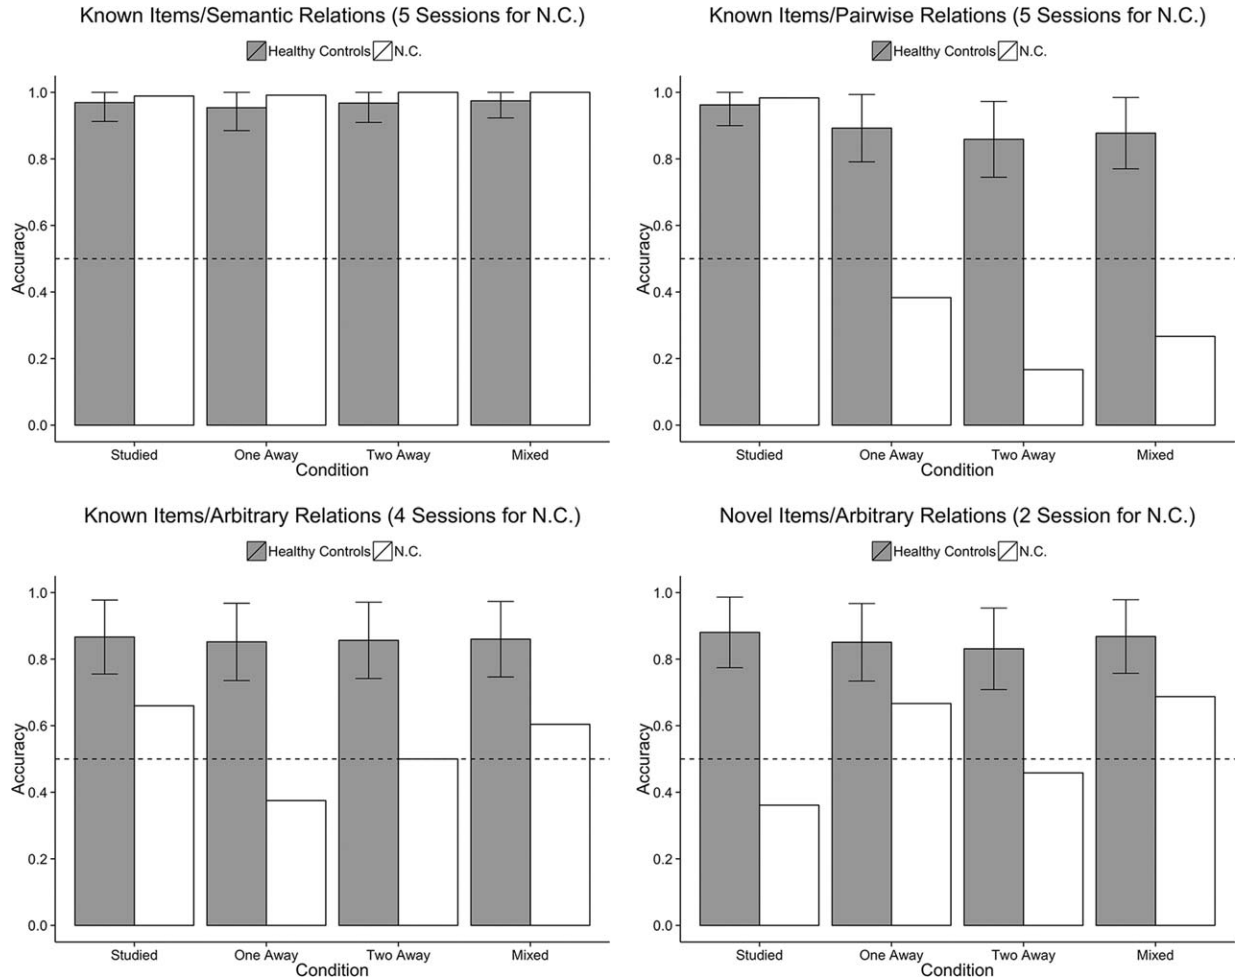 Known Items/Semantic Relations (5 Sessions for N.C.)
Healthy Controls N.C.
1.0
0.8
0.6
0.4
0.2
0.0
Accuracy
Studied One Away Two Away Mixed
Condition
Known Items/Pairwise Relations (5 Sessions for N.C.)
Healthy Controls N.C.
1.0
0.8
0.6
0.4
0.2
0.0
Accuracy
Studied One Away Two Away Mixed
Condition
Known Items/Arbitrary Relations (4 Sessions for N.C.)
Healthy Controls N.C.
1.0
0.8
0.6
0.4
0.2
0.0
Accuracy
Studied One Away Two Away Mixed
Condition
Novel Items/Arbitrary Relations (2 Session for N.C.)
Healthy Controls N.C.
1.0
0.8
0.6
0.4
0.2
0.0
Accuracy
Studied One Away Two Away Mixed
Condition